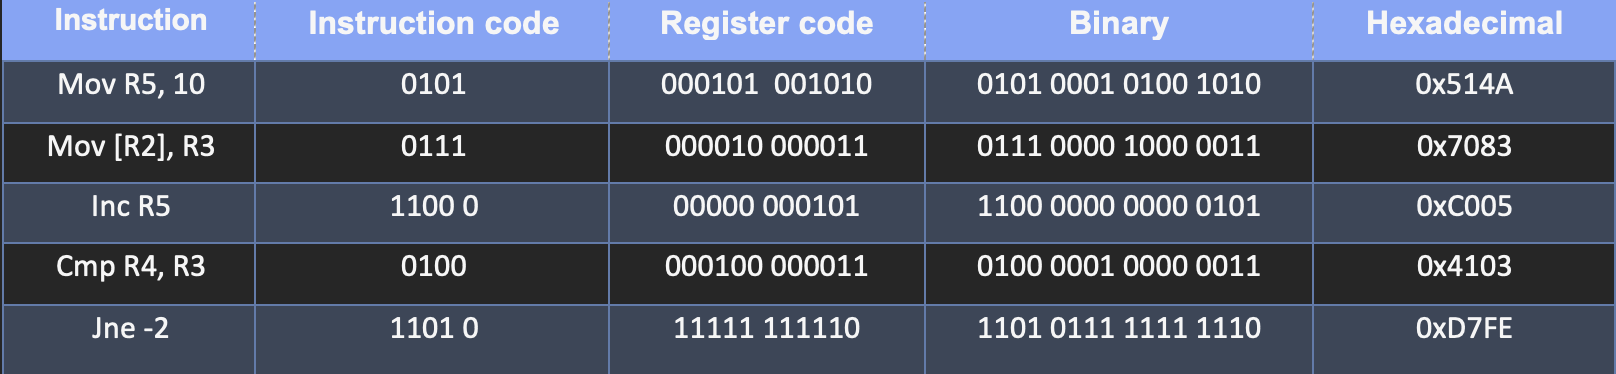 Instruction Instruction code Register code Binary Hexadecimal
Mov R5, 10 0101 000101  001010 0101 0001 0100 1010 0x514A
Mov [R2], R3 0111 000010 000011 0111 0000 1000 0011 0x7083
Inc R5 1100 0 00000 000101 1100 0000 0000 0101 0xC005
Cmp R4, R3 0100 000100 000011 0100 0001 0000 0011 0x4103
Jne -2 1101 0 11111 111110 1101 0111 1111 1110 0xD7FE